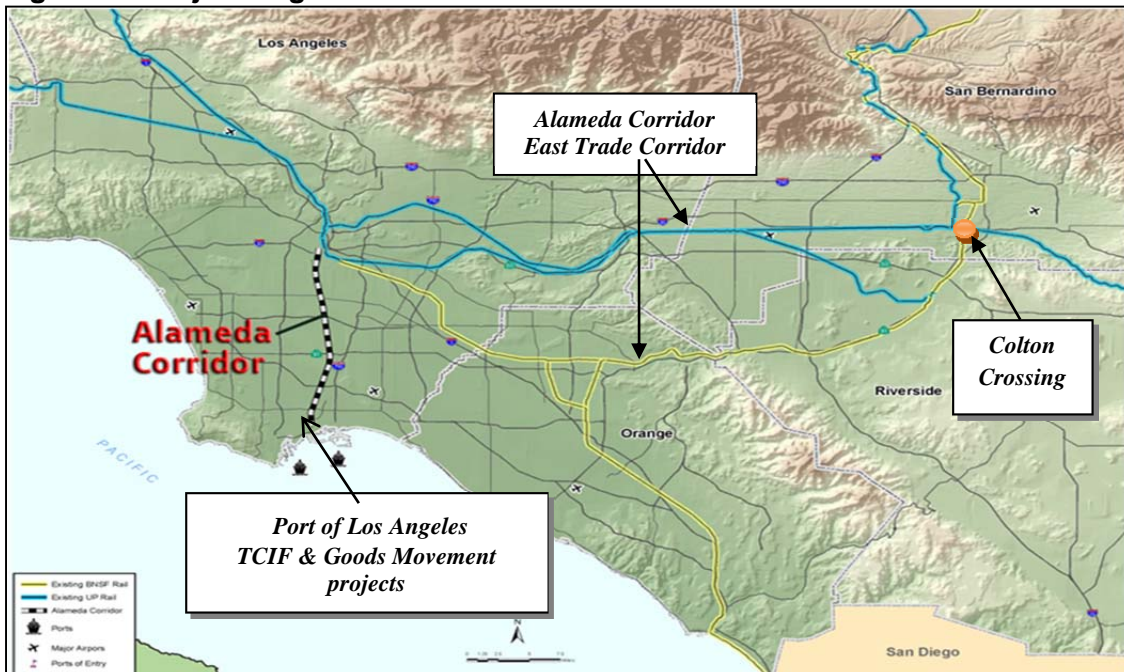 Los Angeles
San Bernardino
Alameda Corridor
East Trade Corridor
Alameda
Corridor
Colton
Crossing
Riverside
Orange
PACIFIC
Port of Los Angeles
TCIF & Goods Movement
projects
Existing BNSF Rail
Existing UP Rail
Alameda Corridor
Ports
Major Airpors
Ports of Entry
N
San Diego